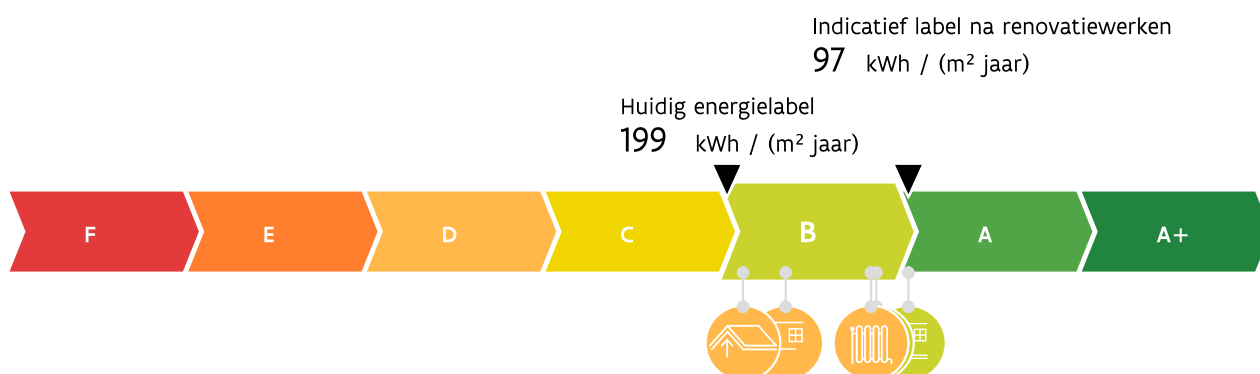 Indicatief label na renovatiewerken
97 kWh / (m² jaar)
Huidig energielabel
199 kWh / (m² jaar)
F E D C B A A+